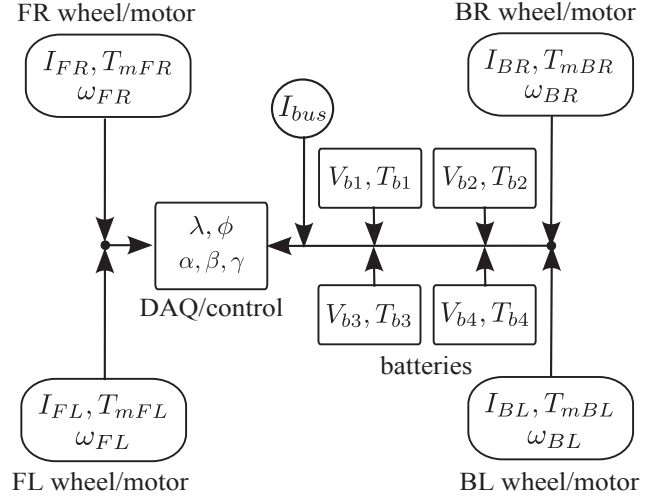 FR wheel/motor
BR wheel/motor
I_{FR}, T_{mFR}
ω_{FR}
I_{BR}, T_{mBR}
ω_{BR}
I_{bus}
V_{b1}, T_{b1}
V_{b2}, T_{b2}
λ, ϕ
α, β, γ
DAQ/control
V_{b3}, T_{b3}
V_{b4}, T_{b4}
batteries
I_{FL}, T_{mFL}
ω_{FL}
I_{BL}, T_{mBL}
ω_{BL}
FL wheel/motor
BL wheel/motor